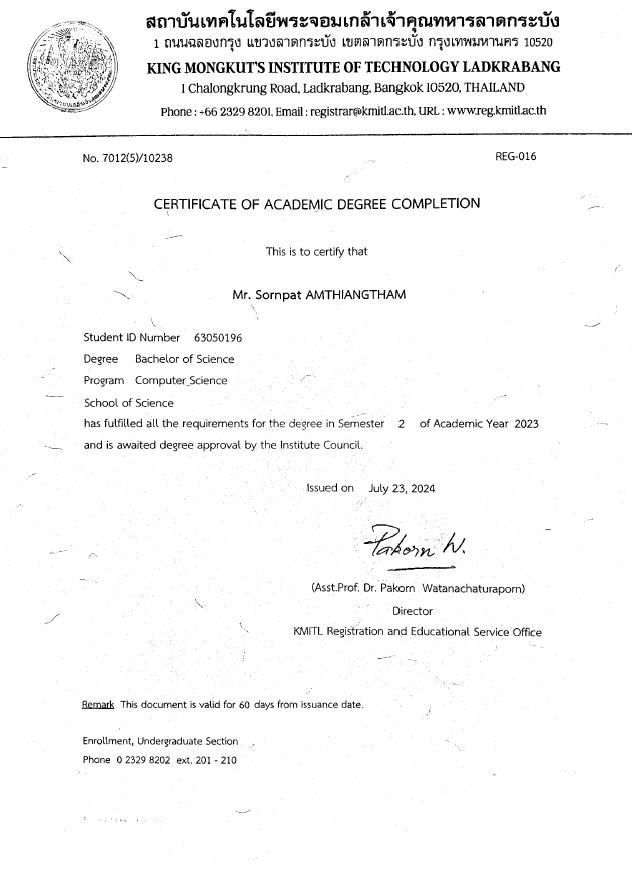 สถาบันเทคโนโลยีพระจอมเกล้าเจ้าคุณทหารลาดกระบัง
1 ถนนฉลองกรุง แขวงลาดกระบัง เขตลาดกระบัง กรุงเทพมหานคร 10520
KING MONGKUT'S INSTITUTE OF TECHNOLOGY LADKRABANG
1 Chalongkrung Road, Ladkrabang, Bangkok 10520, THAILAND
Phone : +66 2329 8201, Email : registrar@kmitl.ac.th, URL : www.reg.kmitl.ac.th
No. 7012(5)/10238 REG-016
CERTIFICATE OF ACADEMIC DEGREE COMPLETION
This is to certify that
Mr. Sornpat AMTHIANGTHAM
Student ID Number 63050196
Degree Bachelor of Science
Program Computer Science
School of Science
has fulfilled all the requirements for the degree in Semester 2 of Academic Year 2023
and is awaited degree approval by the Institute Council.
Issued on July 23, 2024
Pakorn W.
(Asst.Prof. Dr. Pakorn Watanachaturaporn)
Director
KMITL Registration and Educational Service Office
Remark This document is valid for 60 days from issuance date.
Enrollment, Undergraduate Section
Phone 0 2329 8202 ext. 201 - 210